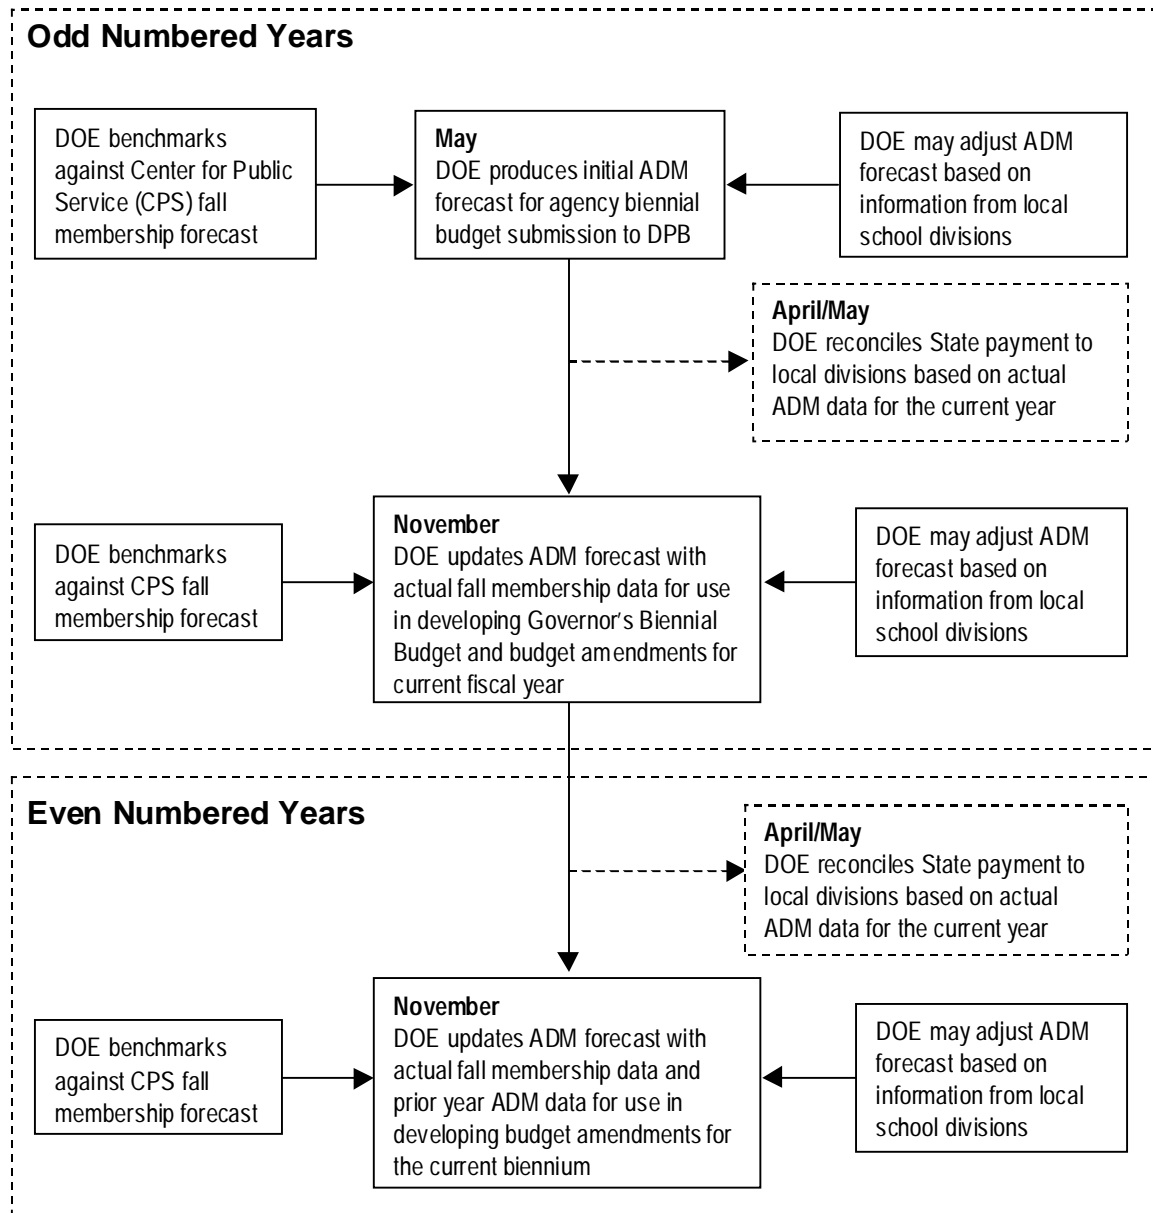 Odd Numbered Years
DOE benchmarks
against Center for Public
Service (CPS) fall
membership forecast
May
DOE produces initial ADM
forecast for agency biennial
budget submission to DPB
DOE may adjust ADM
forecast based on
information from local
school divisions
April/May
DOE reconciles State payment to
local divisions based on actual
ADM data for the current year
DOE benchmarks
against CPS fall
membership forecast
November
DOE updates ADM forecast with
actual fall membership data for use
in developing Governor's Biennial
Budget and budget amendments for
current fiscal year
DOE may adjust ADM
forecast based on
information from local
school divisions
Even Numbered Years
April/May
DOE reconciles State payment to
local divisions based on actual
ADM data for the current year
DOE benchmarks
against CPS fall
membership forecast
November
DOE updates ADM forecast with
actual fall membership data and
prior year ADM data for use in
developing budget amendments for
the current biennium
DOE may adjust ADM
forecast based on
information from local
school divisions